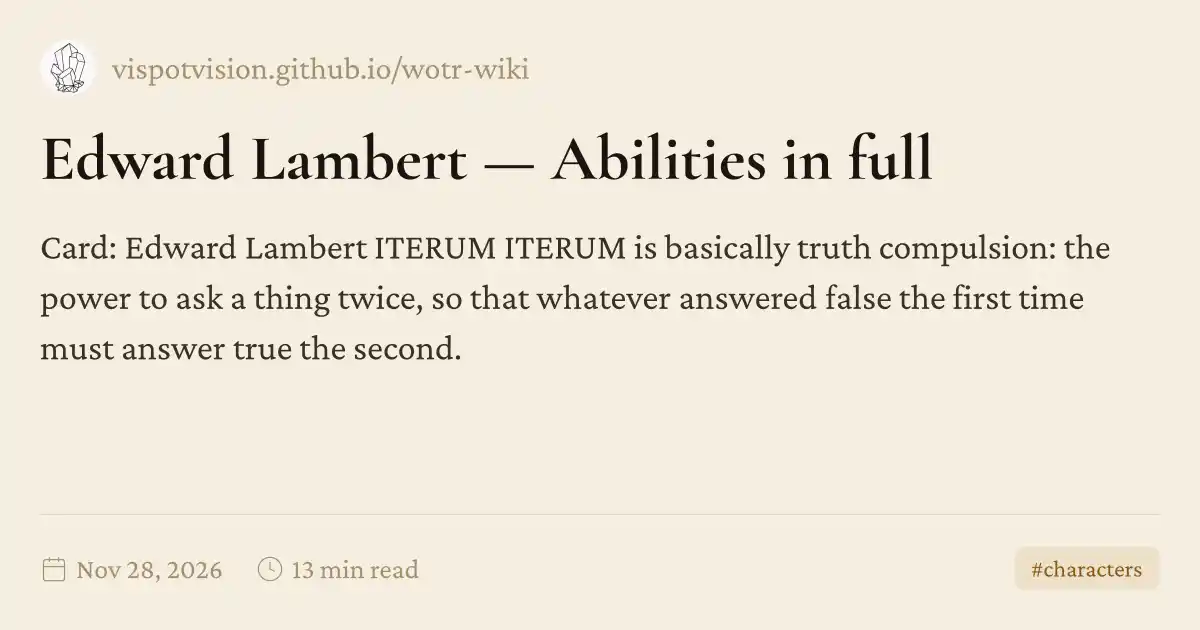 vispotvision.github.io/wotr-wiki
Edward Lambert — Abilities in full
Card: Edward Lambert ITERUM ITERUM is basically truth compulsion: the
power to ask a thing twice, so that whatever answered false the first time
must answer true the second.
Nov 28, 2026 13 min read #characters